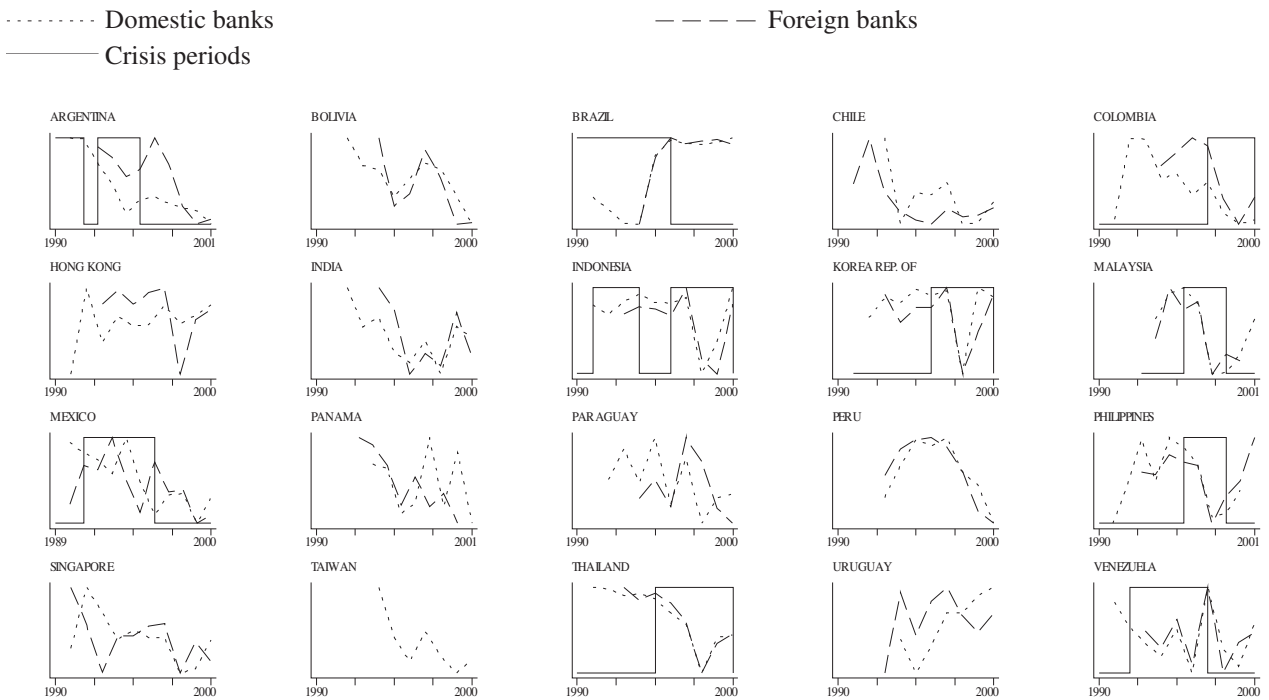 Domestic banks Foreign banks
Crisis periods
ARGENTINA BOLIVIA BRAZIL CHILE COLOMBIA
1990 2001 1990 2000 1990 2000 1990 2000 1990 2000
HONG KONG INDIA INDONESIA KOREA REP. OF MALAYSIA
1990 2000 1990 2000 1990 2000 1990 2000 1990 2001
MEXICO PANAMA PARAGUAY PERU PHILIPPINES
1989 2000 1990 2001 1990 2000 1990 2000 1990 2001
SINGAPORE TAIWAN THAILAND URUGUAY VENEZUELA
1990 2000 1990 2000 1990 2000 1990 2000 1990 2000